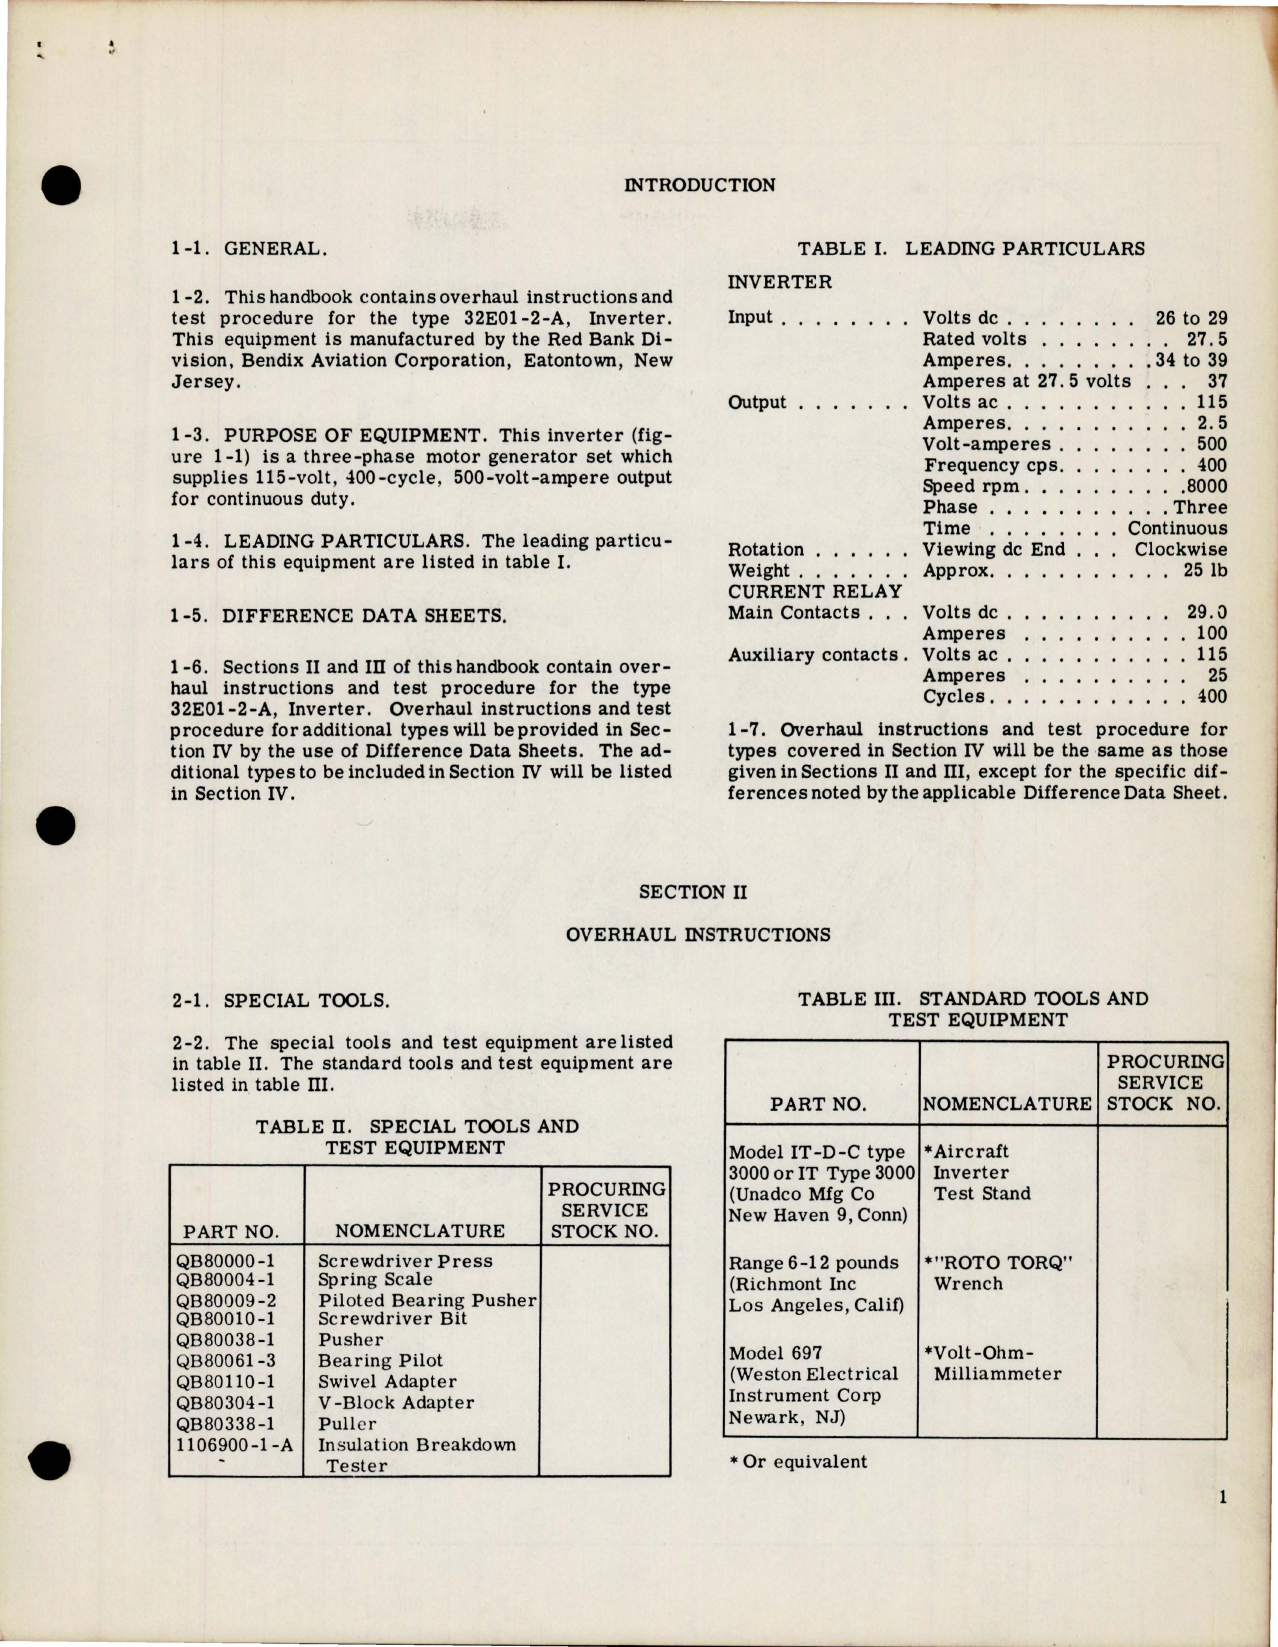 INTRODUCTION
1-1. GENERAL.
1-2. This handbook contains overhaul instructions and
test procedure for the type 32E01-2-A, Inverter.
This equipment is manufactured by the Red Bank Di-
vision, Bendix Aviation Corporation, Eatontown, New
Jersey.
1-3. PURPOSE OF EQUIPMENT. This inverter (fig-
ure 1-1) is a three-phase motor generator set which
supplies 115-volt, 400-cycle, 500-volt-ampere output
for continuous duty.
1-4. LEADING PARTICULARS. The leading particu-
lars of this equipment are listed in table I.
1-5. DIFFERENCE DATA SHEETS.
1-6. Sections II and III of this handbook contain over-
haul instructions and test procedure for the type
32E01-2-A, Inverter. Overhaul instructions and test
procedure for additional types will be provided in Sec-
tion IV by the use of Difference Data Sheets. The ad-
ditional types to be included in Section IV will be listed
in Section IV.
TABLE I. LEADING PARTICULARS
INVERTER
Input . . . . . . . . Volts dc . . . . . . . . 26 to 29
Rated volts . . . . . . . . 27.5
Amperes. . . . . . . . . 34 to 39
Amperes at 27.5 volts . . . 37
Output . . . . . . . Volts ac . . . . . . . . . . . 115
Amperes. . . . . . . . . . . . 2.5
Volt-amperes . . . . . . . . 500
Frequency cps. . . . . . . . 400
Speed rpm. . . . . . . . . . .8000
Phase . . . . . . . . . . . Three
Time . . . . . . . . Continuous
Rotation . . . . . . Viewing dc End . . . Clockwise
Weight . . . . . . . Approx. . . . . . . . . . . . 25 lb
CURRENT RELAY
Main Contacts . . . Volts dc . . . . . . . . . . 29.0
Amperes . . . . . . . . . . 100
Auxiliary contacts . Volts ac . . . . . . . . . . . 115
Amperes . . . . . . . . . . 25
Cycles. . . . . . . . . . . . . 400
1-7. Overhaul instructions and test procedure for
types covered in Section IV will be the same as those
given in Sections II and III, except for the specific dif-
ferences noted by the applicable Difference Data Sheet.
SECTION II
OVERHAUL INSTRUCTIONS
2-1. SPECIAL TOOLS.
2-2. The special tools and test equipment are listed
in table II. The standard tools and test equipment are
listed in table III.
TABLE II. SPECIAL TOOLS AND
TEST EQUIPMENT
PROCURING
SERVICE
PART NO. NOMENCLATURE STOCK NO.
QB80000-1 Screwdriver Press
QB80004-1 Spring Scale
QB80009-2 Piloted Bearing Pusher
QB80010-1 Screwdriver Bit
QB80038-1 Pusher
QB80061-3 Bearing Pilot
QB80110-1 Swivel Adapter
QB80304-1 V-Block Adapter
QB80338-1 Puller
1106900-1-A Insulation Breakdown
Tester
TABLE III. STANDARD TOOLS AND
TEST EQUIPMENT
PROCURING
SERVICE
PART NO. NOMENCLATURE STOCK NO.
Model IT-D-C type *Aircraft
3000 or IT Type 3000 Inverter
(Unadco Mfg Co Test Stand
New Haven 9, Conn)
Range 6-12 pounds *"ROTO TORQ"
(Richmont Inc Wrench
Los Angeles, Calif)
Model 697 *Volt-Ohm-
(Weston Electrical Milliammeter
Instrument Corp
Newark, NJ)
* Or equivalent
1